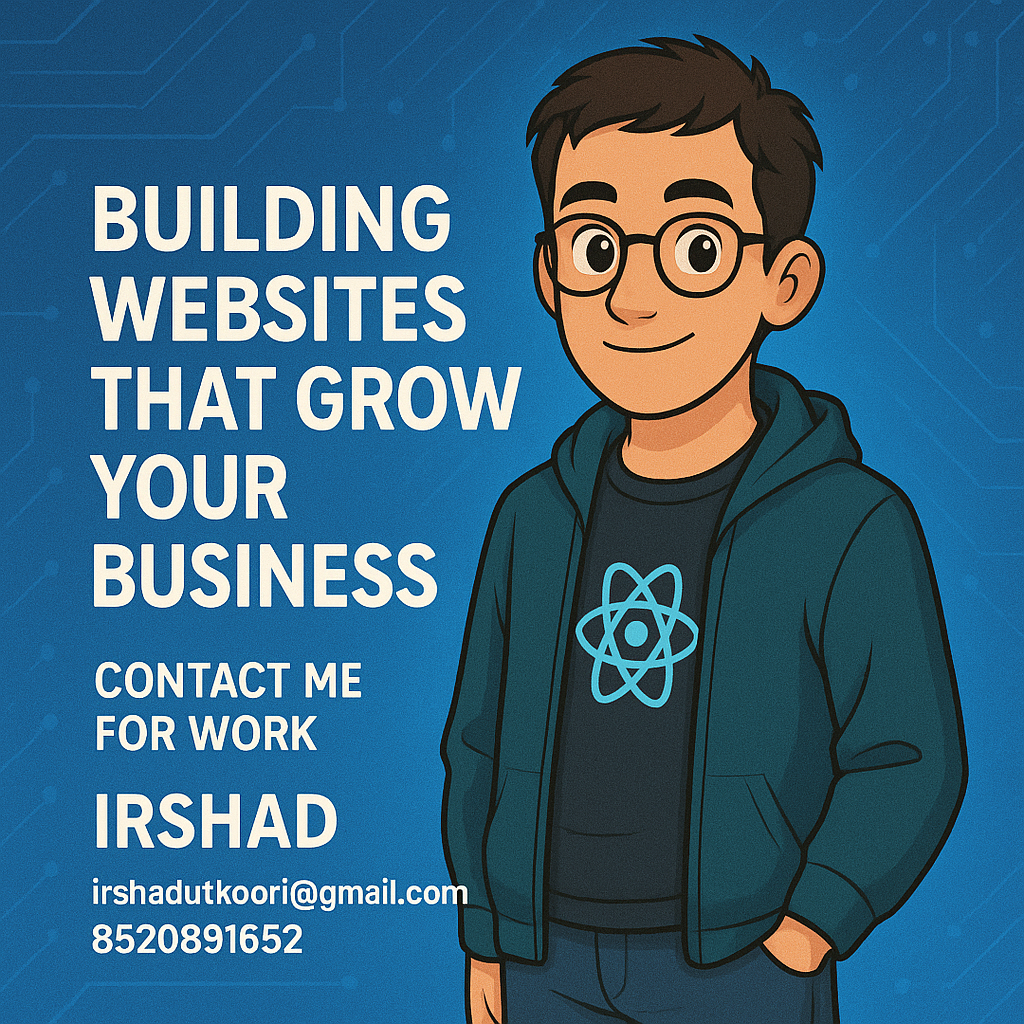 BUILDING
WEBSITES
THAT GROW
YOUR
BUSINESS
CONTACT ME
FOR WORK
IRSHAD
irshadutkoori@gmail.com
8520891652